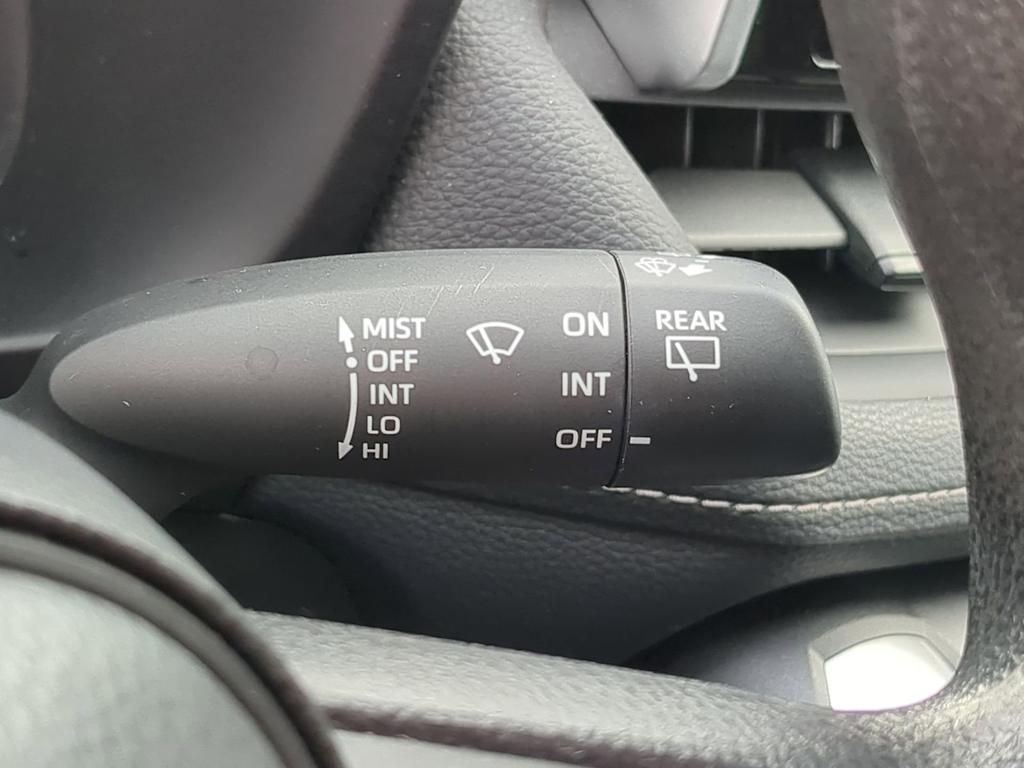 MIST
OFF
INT
LO
HI
ON
INT
OFF
REAR